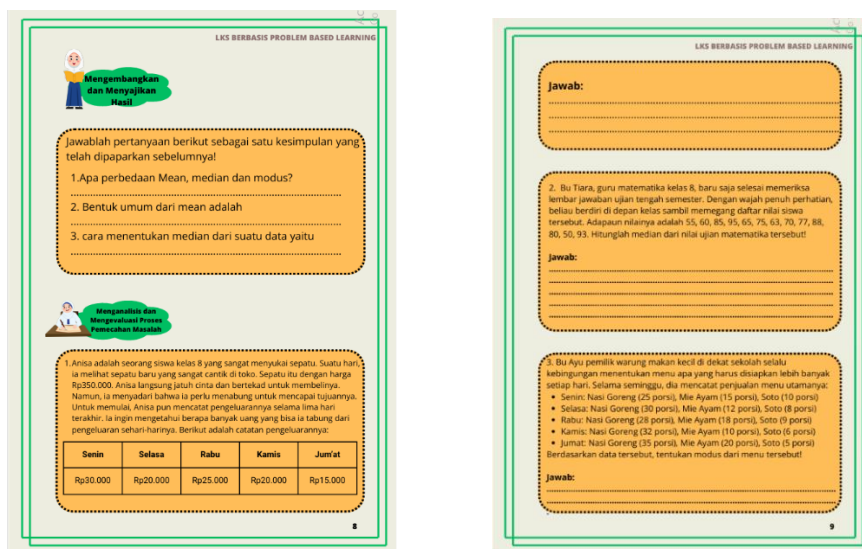 LKS BERBASIS PROBLEM BASED LEARNING
Mengembangkan
dan Menyajikan
Hasil
Jawablah pertanyaan berikut sebagai satu kesimpulan yang
telah dipaparkan sebelumnya!
1.Apa perbedaan Mean, median dan modus?
2. Bentuk umum dari mean adalah
3. cara menentukan median dari suatu data yaitu
Menganalisis dan
Mengevaluasi Proses
Pemecahan Masalah
1. Anisa adalah seorang siswa kelas 8 yang sangat menyukai sepatu. Suatu hari,
ia melihat sepatu baru yang sangat cantik di toko. Sepatu itu dengan harga
Rp350.000. Anisa langsung jatuh cinta dan bertekad untuk membelinya.
Namun, ia menyadari bahwa ia perlu menabung untuk mencapai tujuannya.
Untuk memulai, Anisa pun mencatat pengeluarannya selama lima hari
terakhir. Ia ingin mengetahui berapa banyak uang yang bisa ia tabung dari
pengeluaran sehari-harinya. Berikut adalah catatan pengeluarannya:
Senin Selasa Rabu Kamis Jum'at
Rp30.000 Rp20.000 Rp25.000 Rp20.000 Rp15.000
8
LKS BERBASIS PROBLEM BASED LEARNING
Jawab:
2. Bu Tiara, guru matematika kelas 8, baru saja selesai memeriksa
lembar jawaban ujian tengah semester. Dengan wajah penuh perhatian,
beliau berdiri di depan kelas sambil memegang daftar nilai siswa
tersebut. Adapaun nilainya adalah 55, 60, 85, 95, 65, 75, 63, 70, 77, 88,
80, 50, 93. Hitunglah median dari nilai ujian matematika tersebut!
Jawab:
3. Bu Ayu pemilik warung makan kecil di dekat sekolah selalu
kebingungan menentukan menu apa yang harus disiapkan lebih banyak
setiap hari. Selama seminggu, dia mencatat penjualan menu utamanya:
• Senin: Nasi Goreng (25 porsi), Mie Ayam (15 porsi), Soto (10 porsi)
• Selasa: Nasi Goreng (30 porsi), Mie Ayam (12 porsi), Soto (8 porsi)
• Rabu: Nasi Goreng (28 porsi), Mie Ayam (18 porsi), Soto (9 porsi)
• Kamis: Nasi Goreng (32 porsi), Mie Ayam (10 porsi), Soto (6 porsi)
• Jumat: Nasi Goreng (35 porsi), Mie Ayam (20 porsi), Soto (5 porsi)
Berdasarkan data tersebut, tentukan modus dari menu tersebut!
Jawab:
9